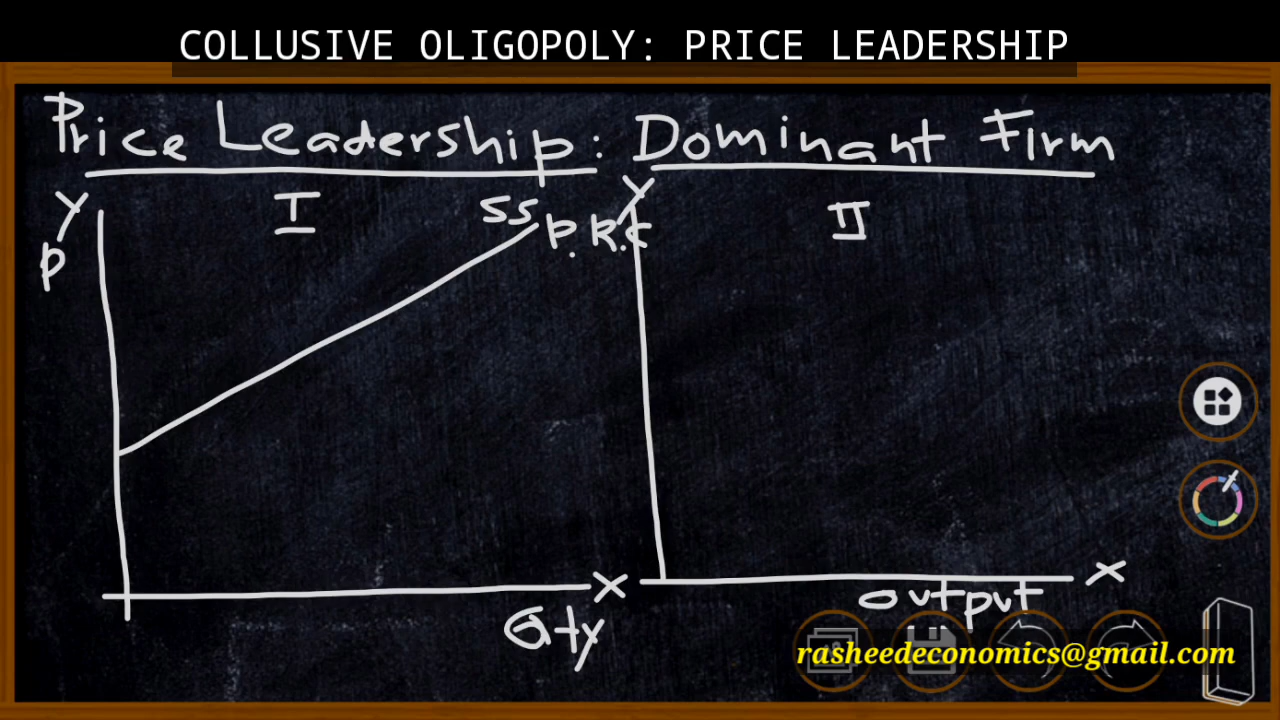 COLLUSIVE OLIGOPOLY: PRICE LEADERSHIP
Price Leadership: Dominant Firm
Y
I
SS
Y
II
P
P.R.C
X
Qty
X
output
rasheedeconomics@gmail.com